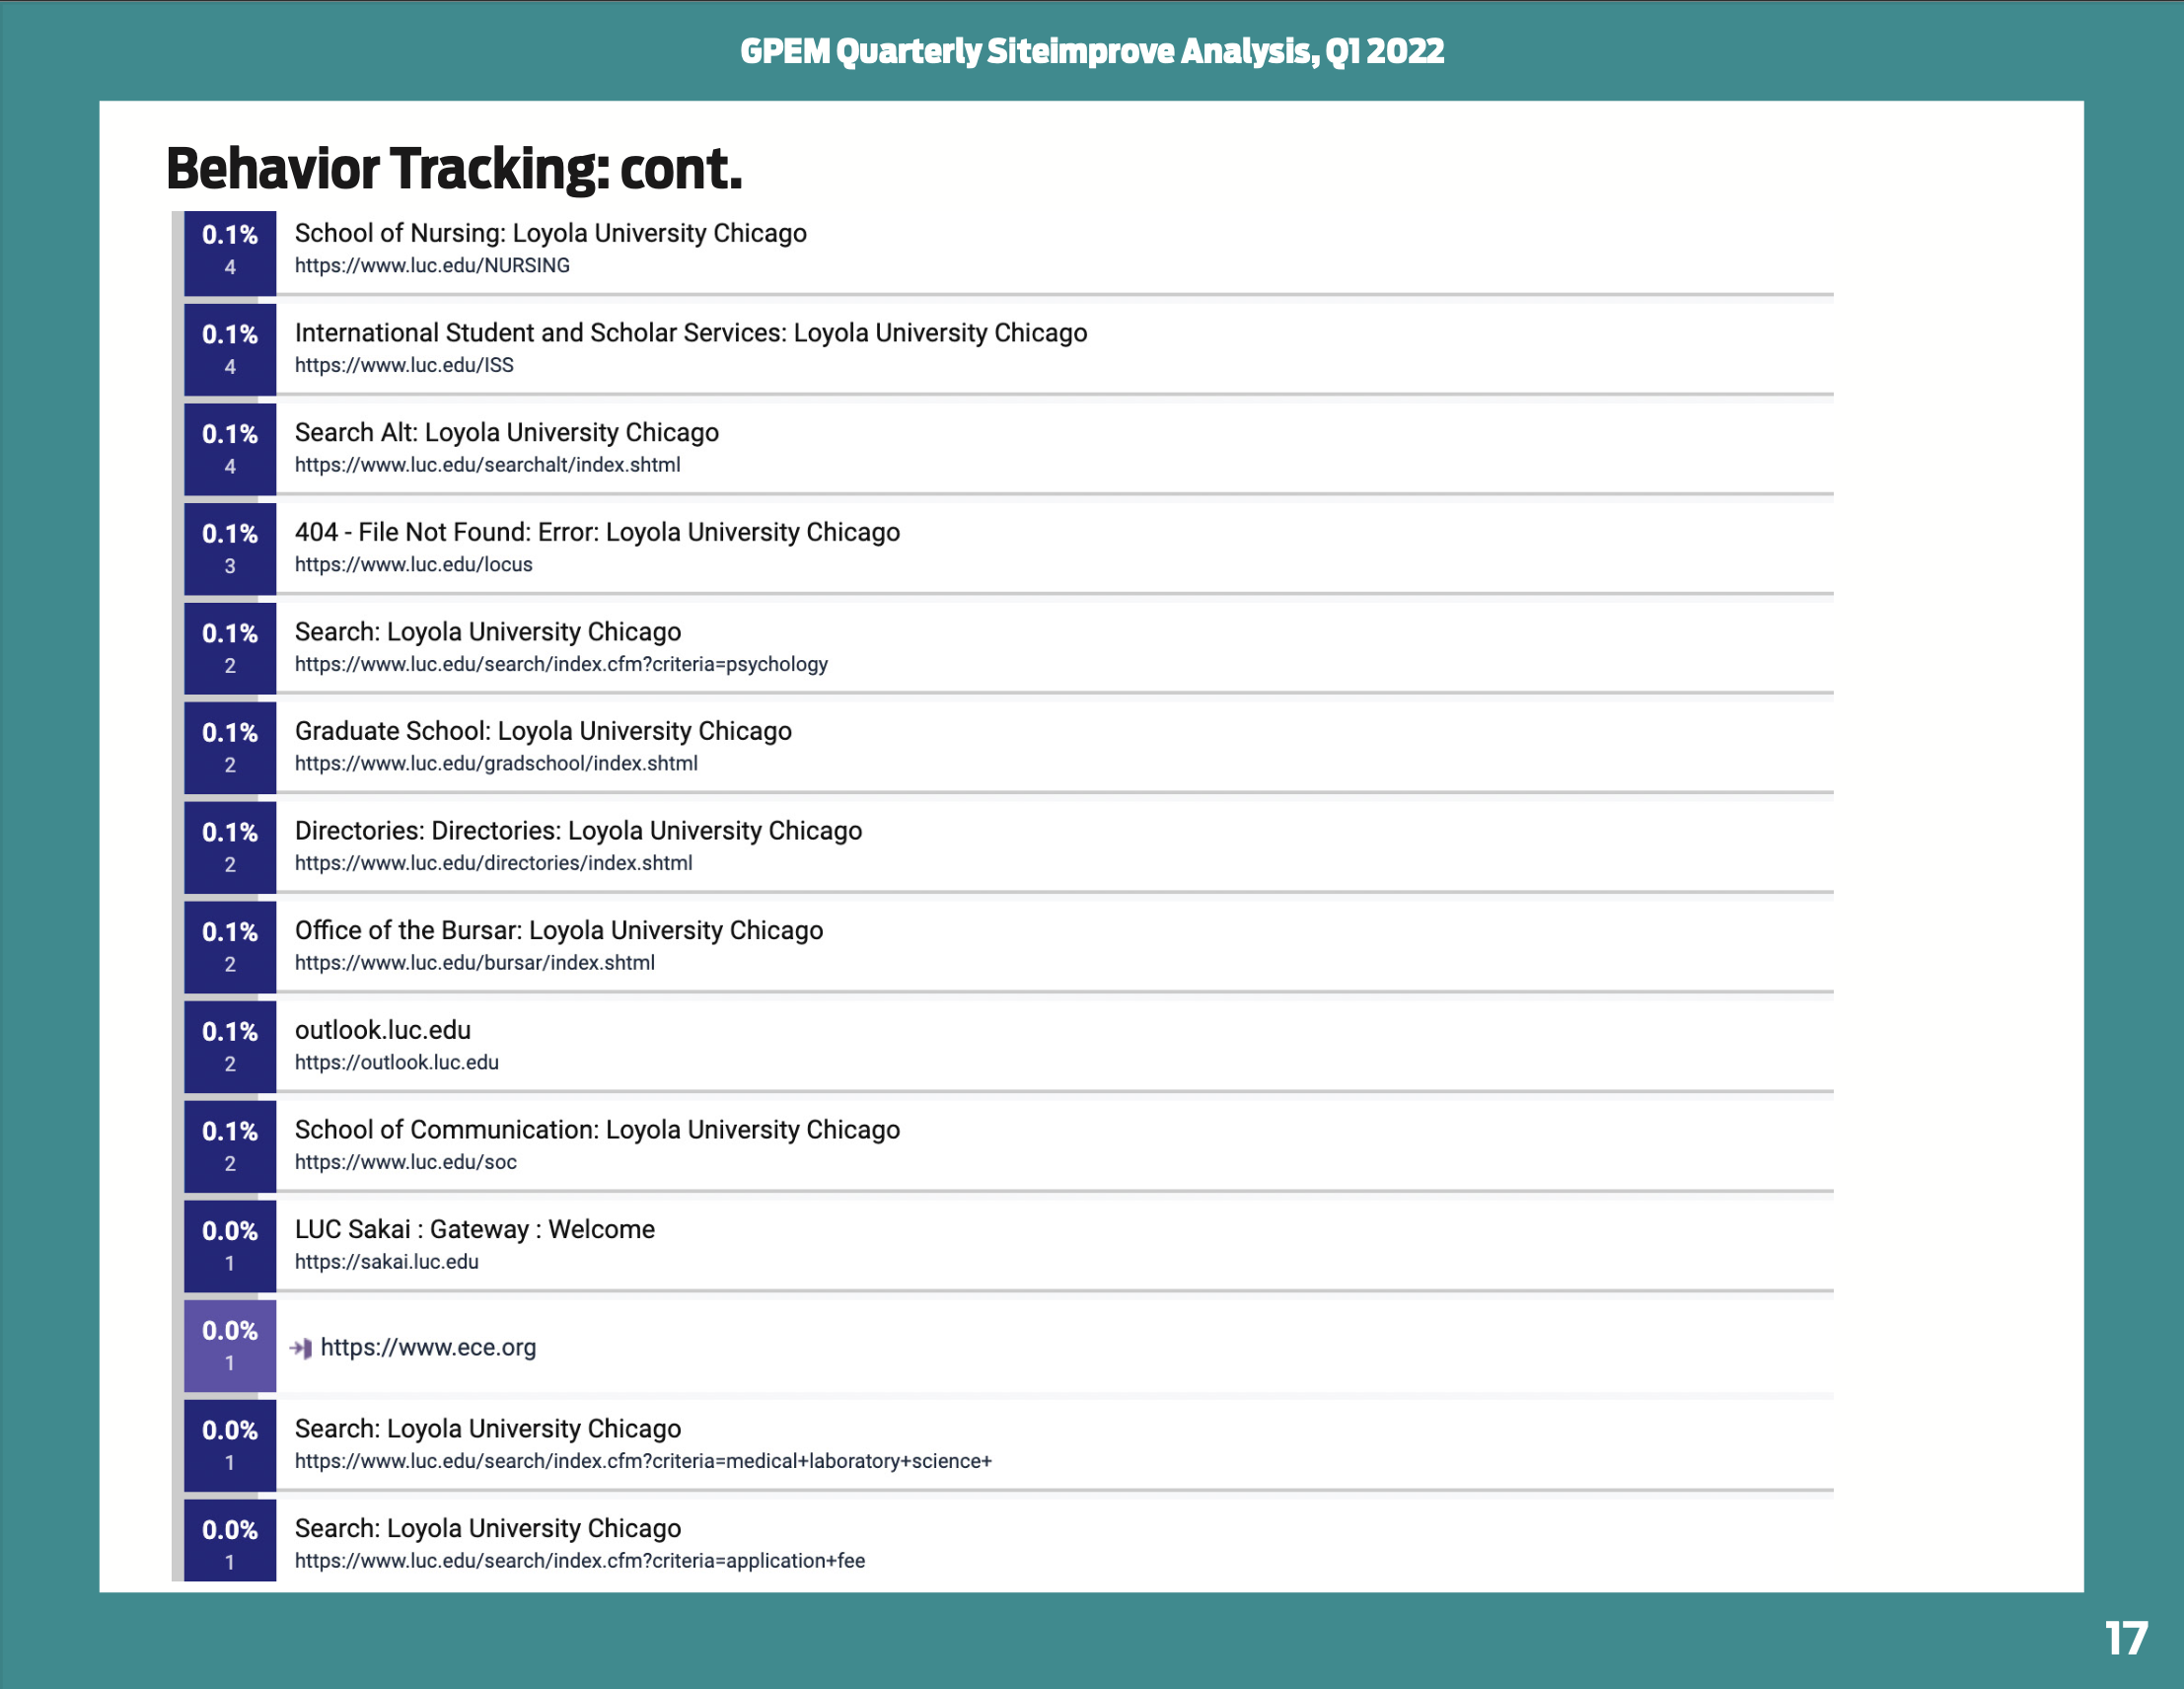 GPEM Quarterly Siteimprove Analysis, Q1 2022
Behavior Tracking: cont.
0.1%
4
School of Nursing: Loyola University Chicago
https://www.luc.edu/NURSING
0.1%
4
International Student and Scholar Services: Loyola University Chicago
https://www.luc.edu/ISS
0.1%
4
Search Alt: Loyola University Chicago
https://www.luc.edu/searchalt/index.shtml
0.1%
3
404 - File Not Found: Error: Loyola University Chicago
https://www.luc.edu/locus
0.1%
2
Search: Loyola University Chicago
https://www.luc.edu/search/index.cfm?criteria=psychology
0.1%
2
Graduate School: Loyola University Chicago
https://www.luc.edu/gradschool/index.shtml
0.1%
2
Directories: Directories: Loyola University Chicago
https://www.luc.edu/directories/index.shtml
0.1%
2
Office of the Bursar: Loyola University Chicago
https://www.luc.edu/bursar/index.shtml
0.1%
2
outlook.luc.edu
https://outlook.luc.edu
0.1%
2
School of Communication: Loyola University Chicago
https://www.luc.edu/soc
0.0%
1
LUC Sakai : Gateway : Welcome
https://sakai.luc.edu
0.0%
1
https://www.ece.org
0.0%
1
Search: Loyola University Chicago
https://www.luc.edu/search/index.cfm?criteria=medical+laboratory+science+
0.0%
1
Search: Loyola University Chicago
https://www.luc.edu/search/index.cfm?criteria=application+fee
17